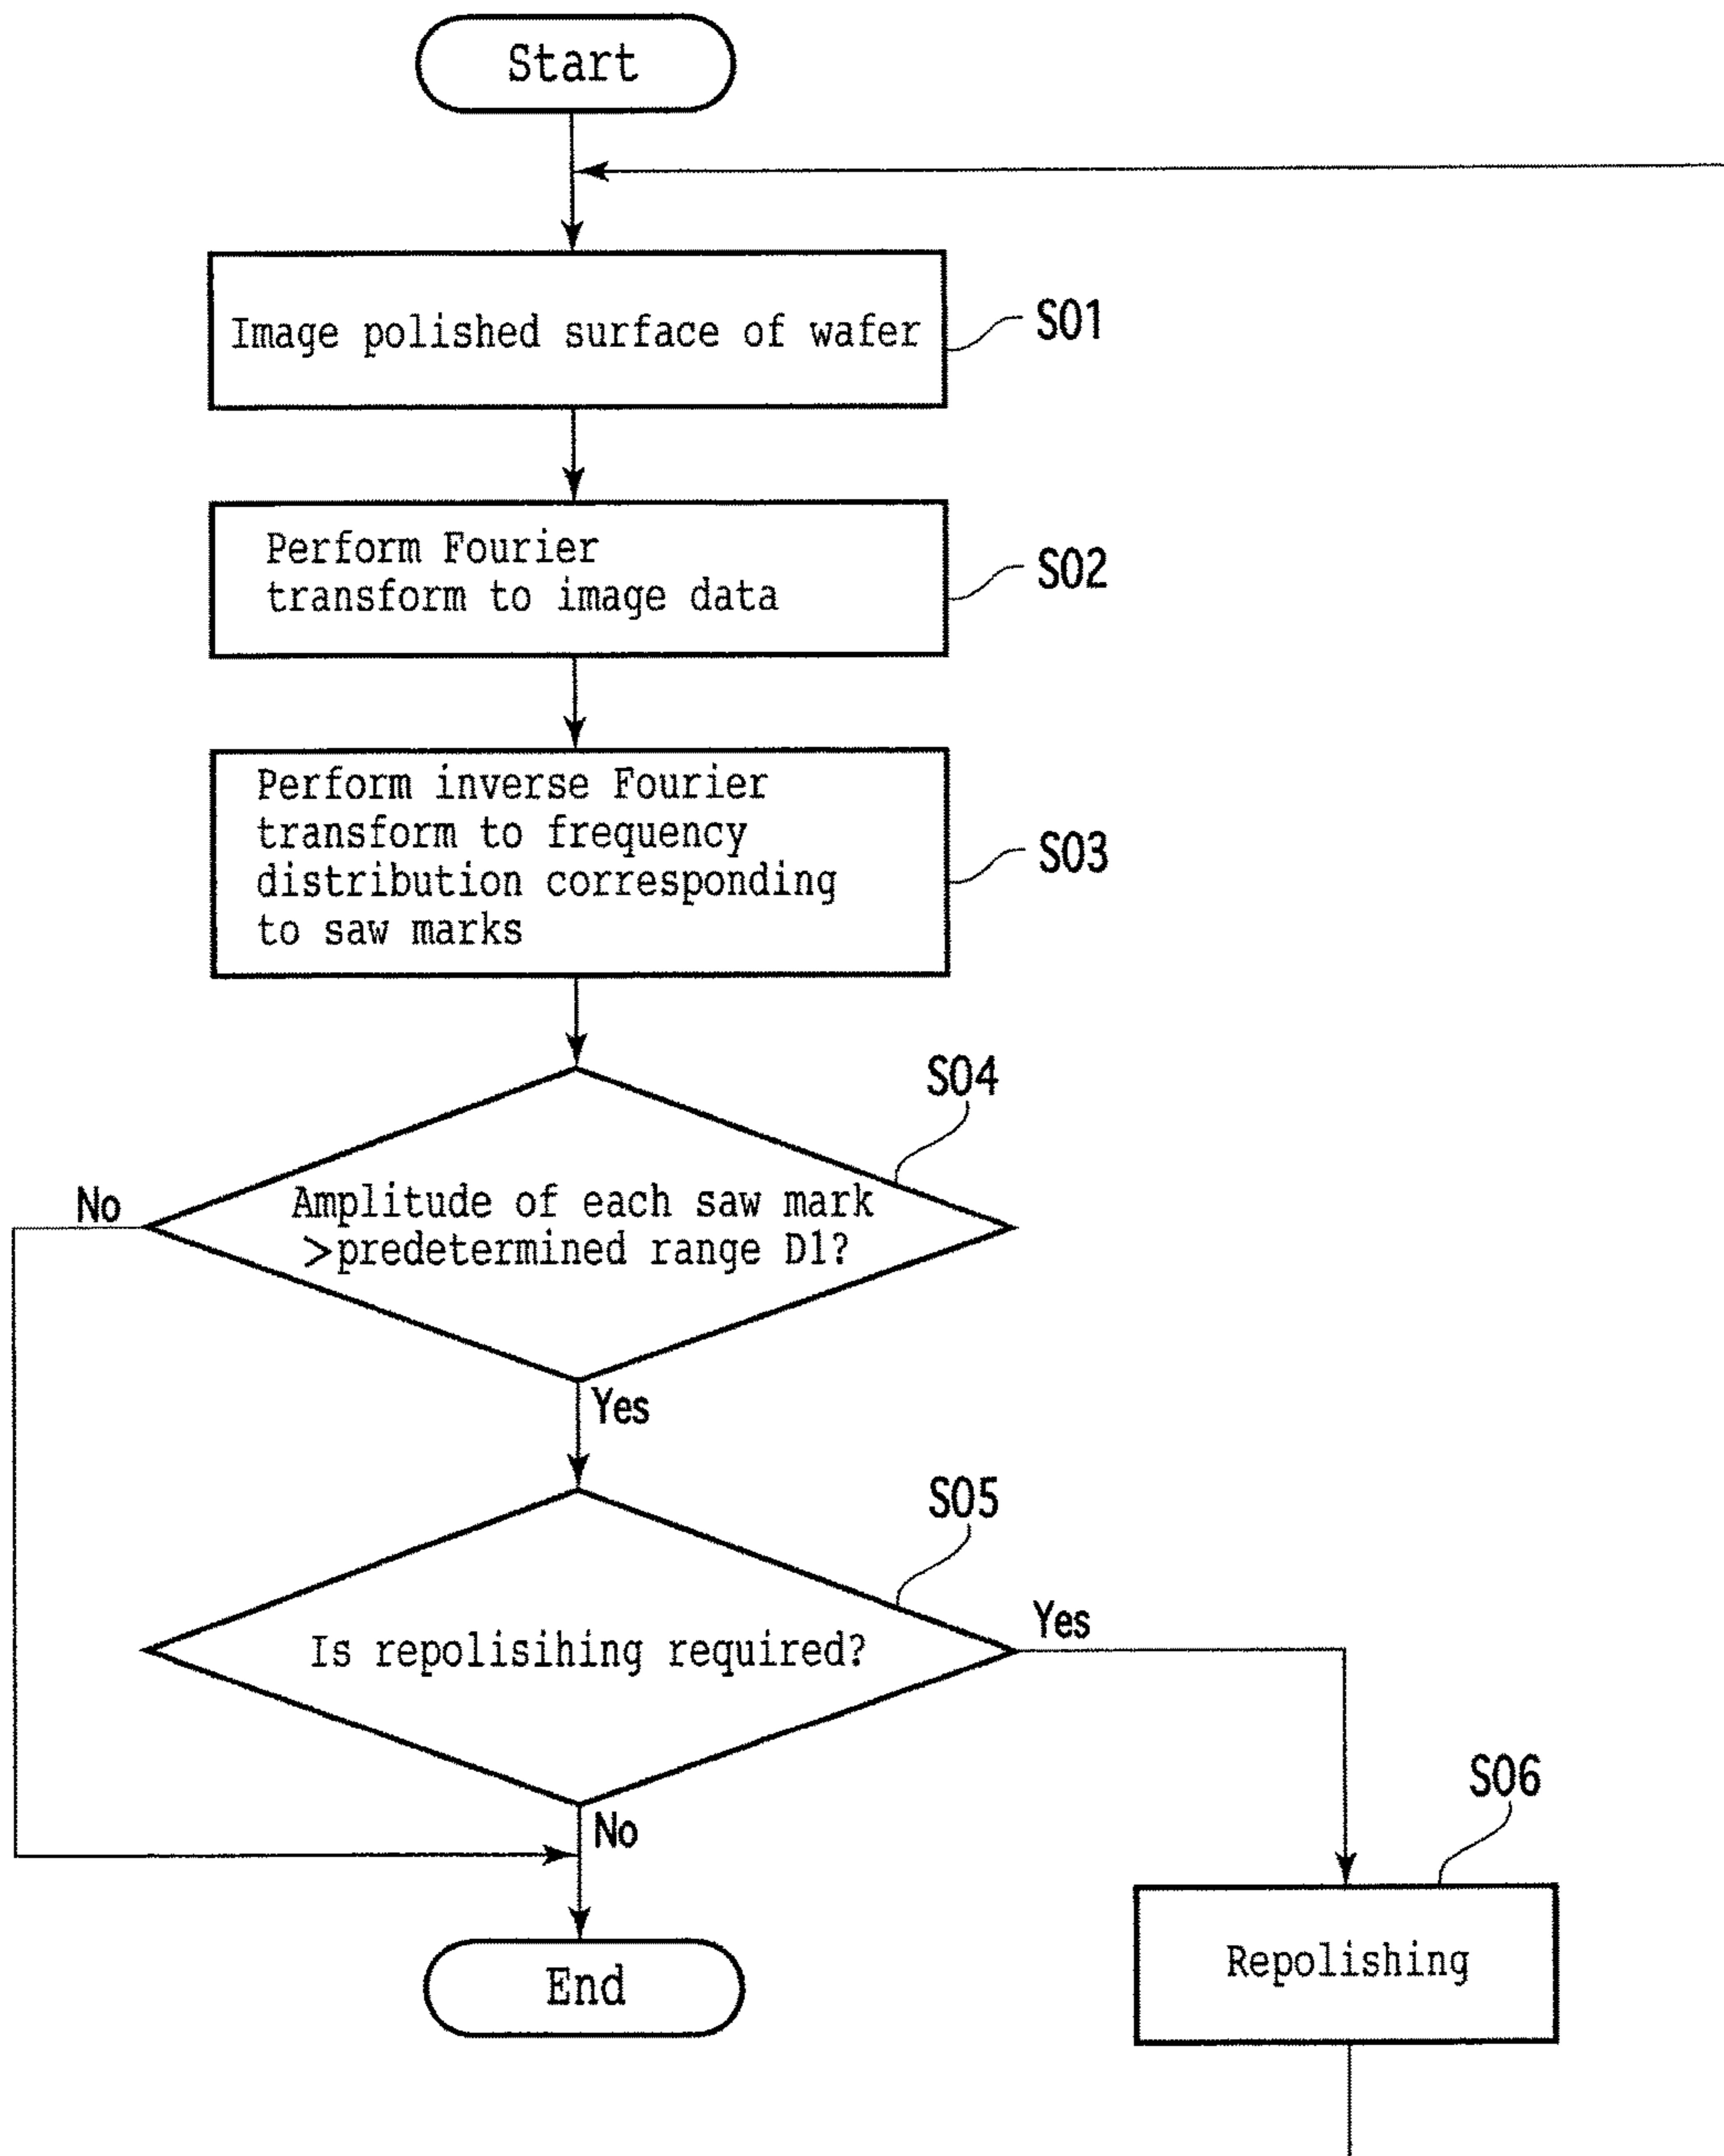 Start
Image polished surface of wafer
S01
Perform Fourier
transform to image data
S02
Perform inverse Fourier
transform to frequency
distribution corresponding
to saw marks
S03
S04
No
Amplitude of each saw mark
>predetermined range D1?
Yes
S05
Is repolisihing required?
Yes
No
S06
Repolishing
End